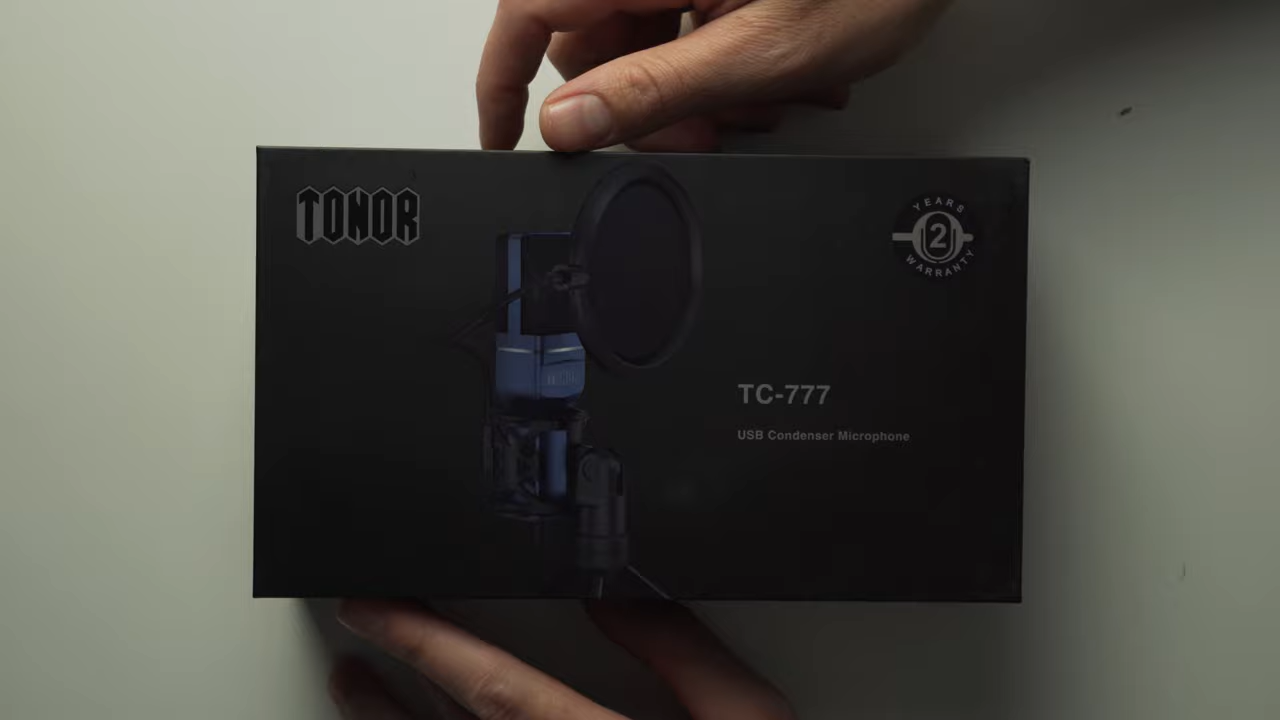 TONOR
YEARS
2
WARRANTY
TC-777
USB Condenser Microphone